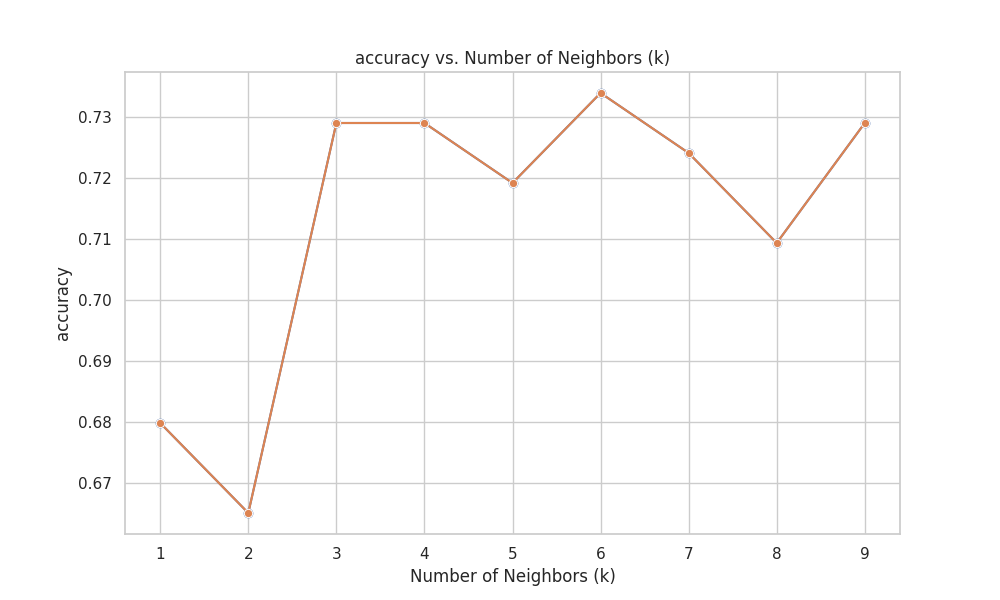 accuracy vs. Number of Neighbors (k)
0.73
0.72
0.71
0.70
0.69
0.68
0.67
accuracy
1 2 3 4 5 6 7 8 9
Number of Neighbors (k)